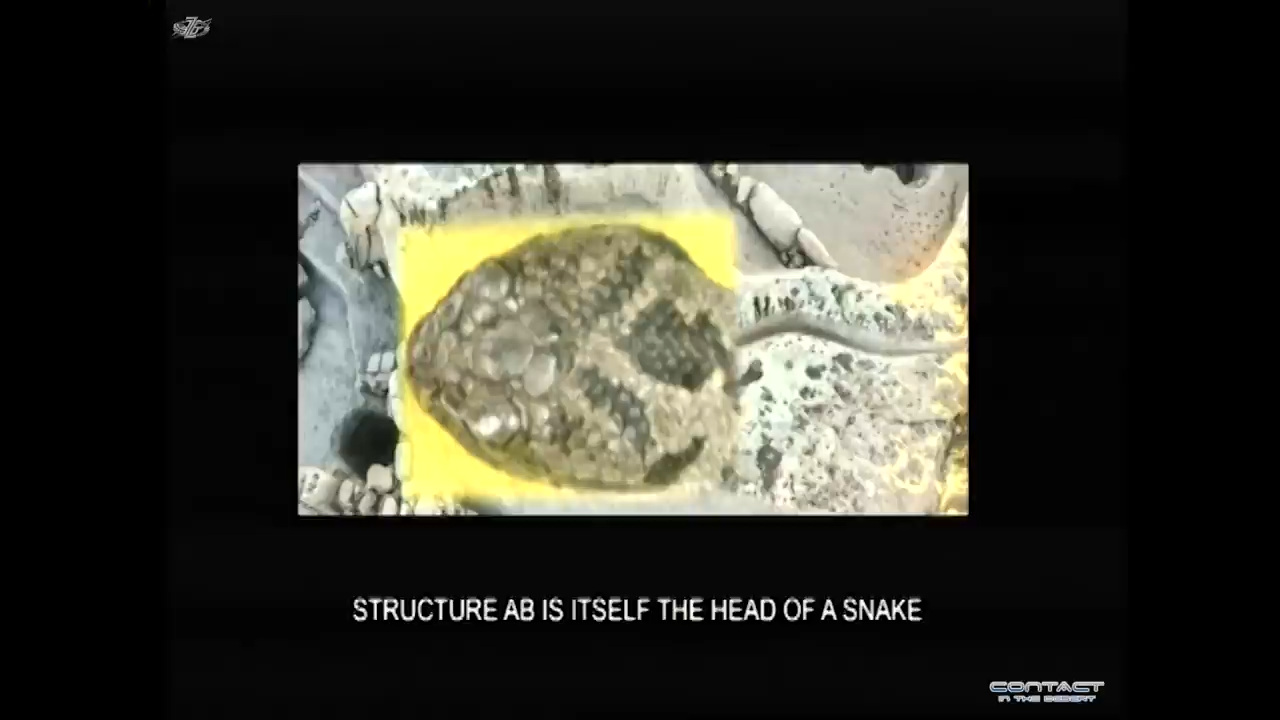 STRUCTURE AB IS ITSELF THE HEAD OF A SNAKE
CONTACT
IN THE DESERT